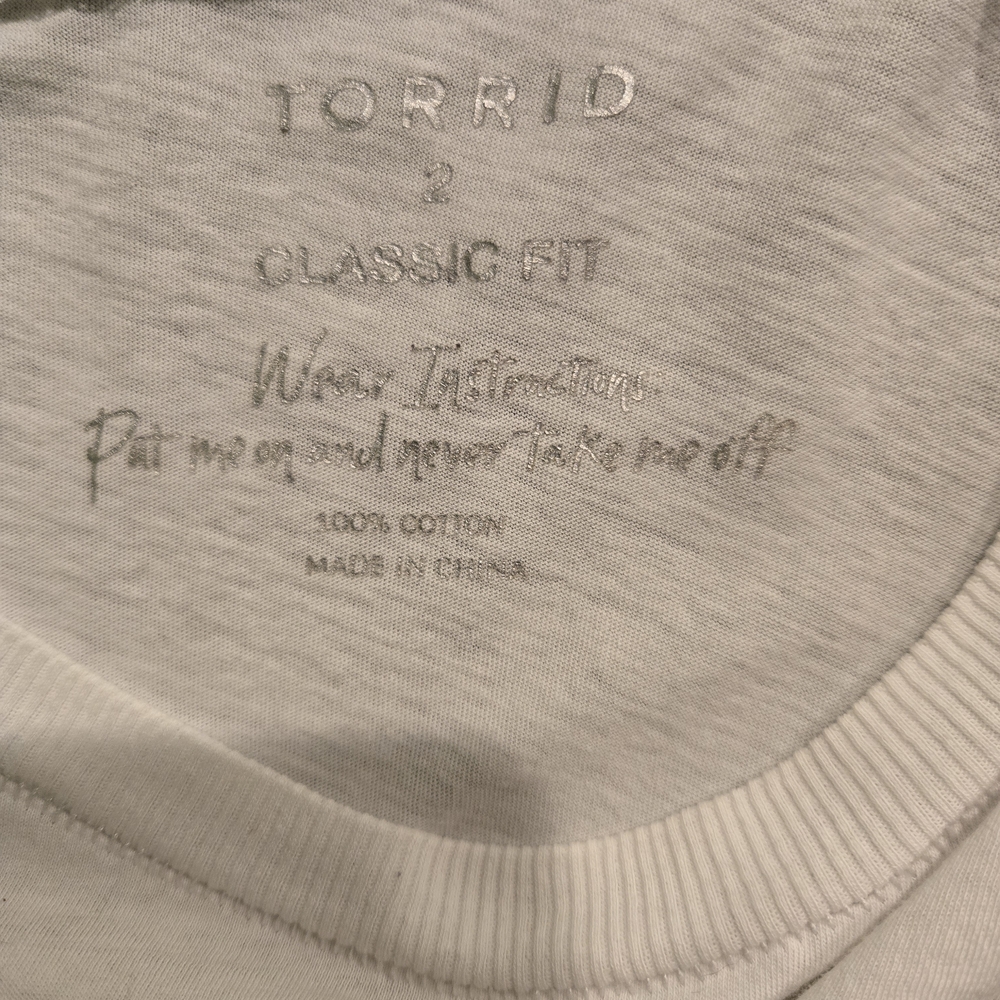 TORRID
2
CLASSIC FIT
Wear Instructions:
Put me on and never take me off
100% COTTON
MADE IN CHINA